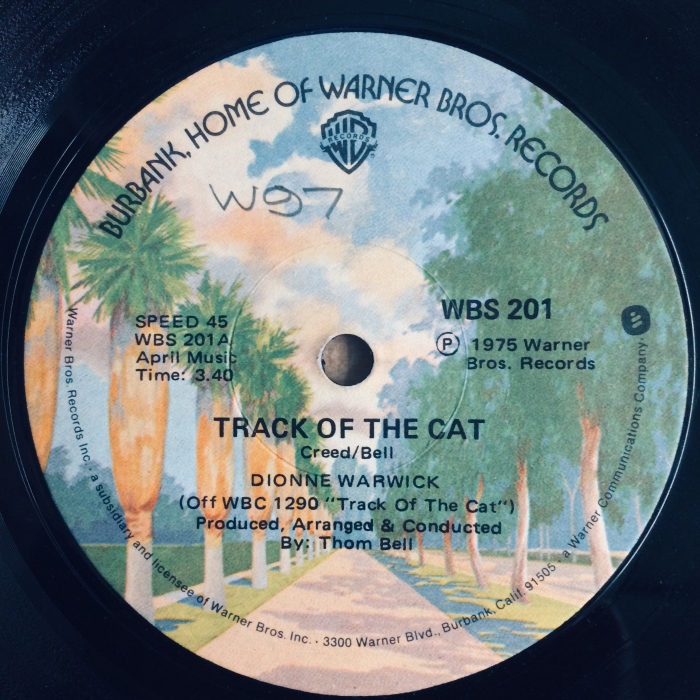 BURBANK, HOME OF WARNER BROS. RECORDS
RECORDS
W97
SPEED 45
WBS 201A
April Music
Time: 3.40
WBS 201
Ⓟ 1975 Warner
Bros. Records
TRACK OF THE CAT
Creed/Bell
DIONNE WARWICK
(Off WBC 1290 "Track Of The Cat")
Produced, Arranged & Conducted
By: Thom Bell
Warner Bros. Records Inc. · a subsidiary and licensee of Warner Bros. Inc. · 3300 Warner Blvd., Burbank, Calif. 91505 · a Warner Communications Company ·